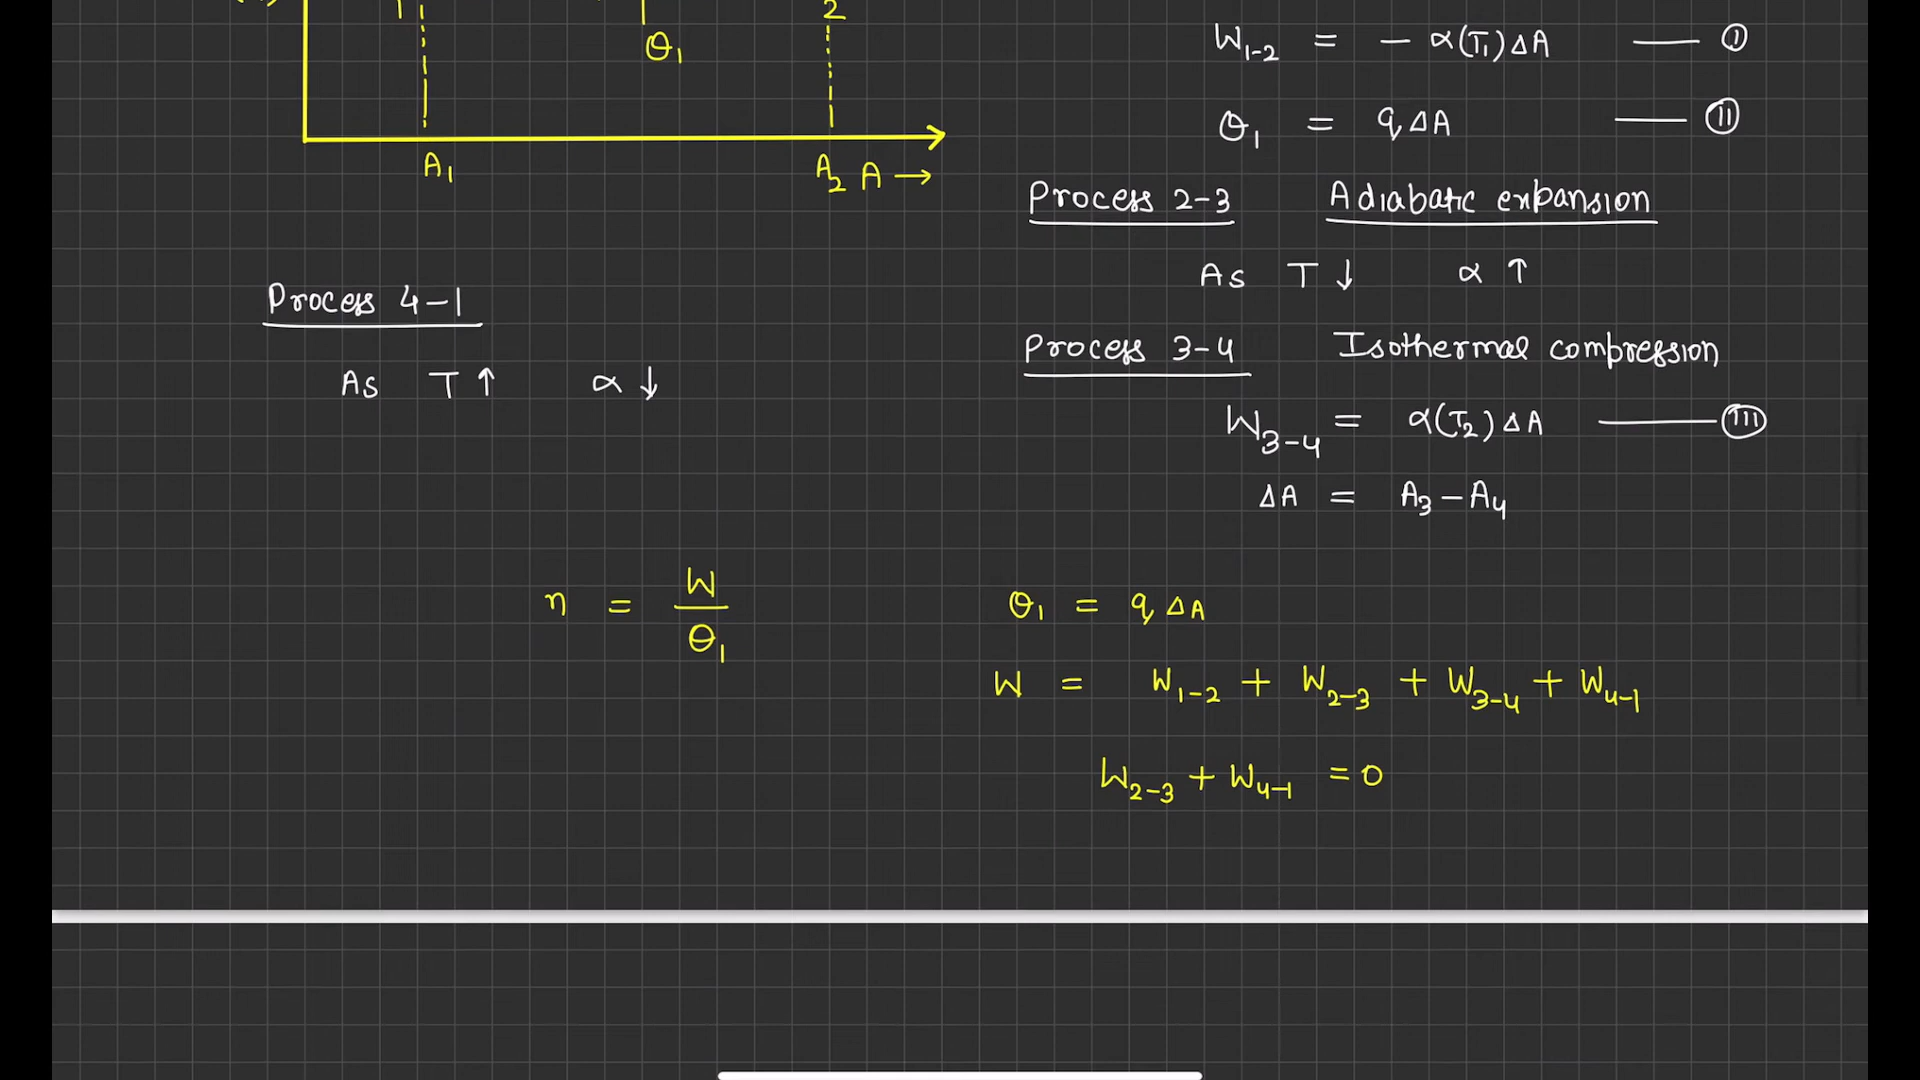 2
θ₁
A₁
A₂ A →
W₁₋₂ = − α(T₁) ΔA —— Ⓘ
θ₁ = q ΔA —— Ⓘ Ⓘ
Process 2-3 Adiabatic expansion
As T ↓ α ↑
Process 3-4 Isothermal compression
W₃₋₄ = α(T₂) ΔA —— (III)
ΔA = A₃ − A₄
Process 4-1
As T ↑ α ↓
η = W / θ₁
θ₁ = q ΔA
W = W₁₋₂ + W₂₋₃ + W₃₋₄ + W₄₋₁
W₂₋₃ + W₄₋₁ = 0